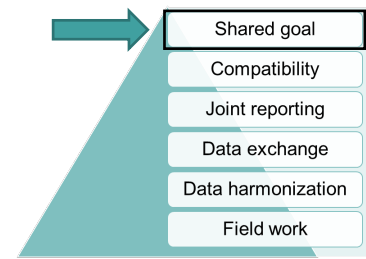 Shared goal
Compatibility
Joint reporting
Data exchange
Data harmonization
Field work